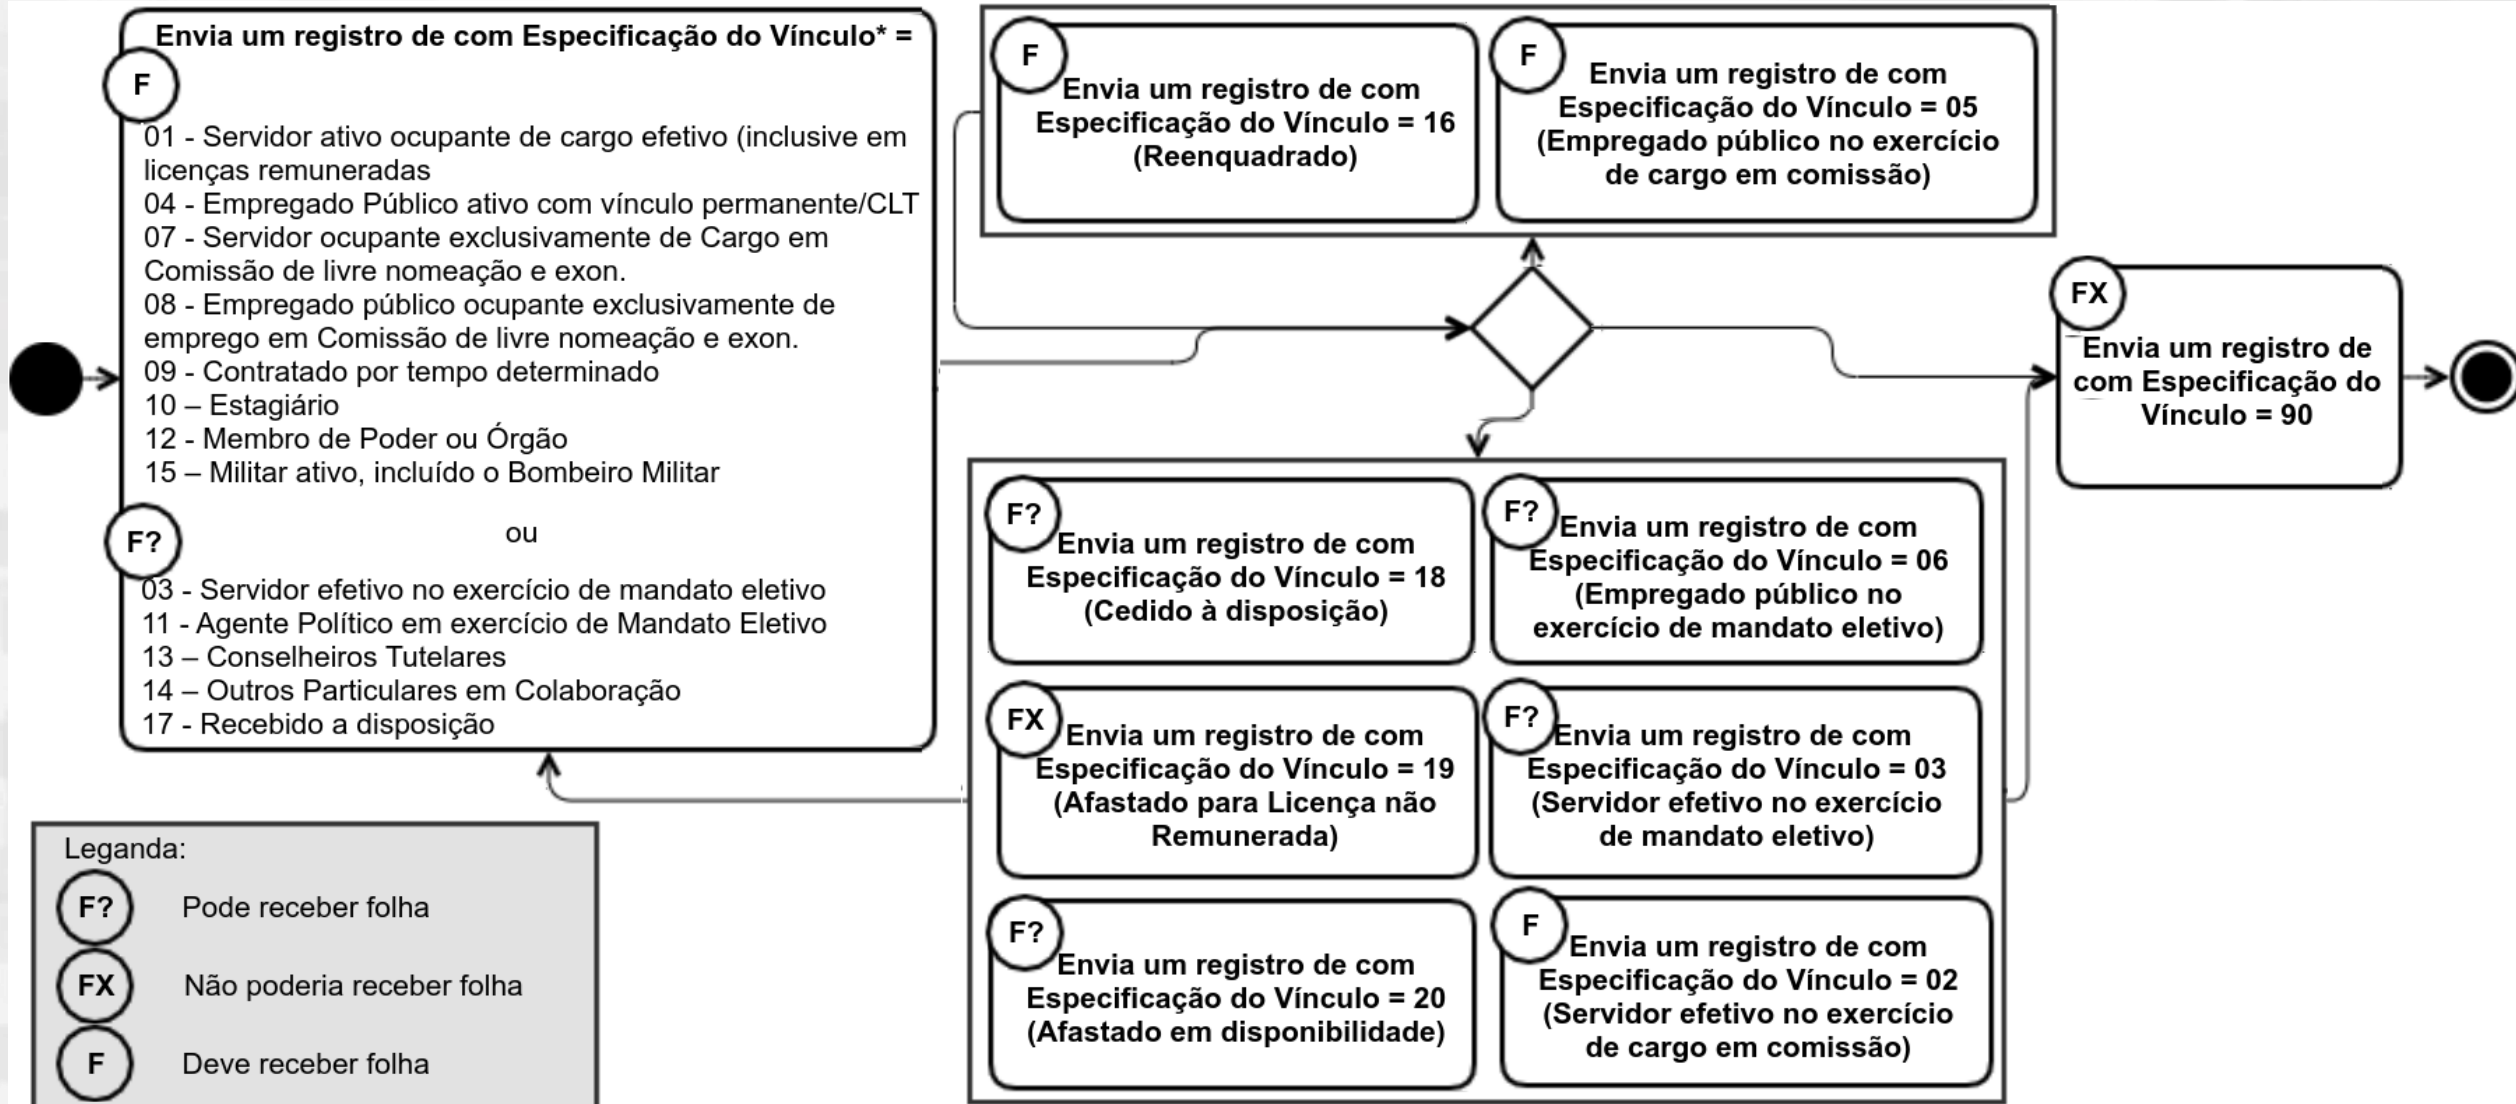 Envia um registro de com Especificação do Vínculo* =
F
01 - Servidor ativo ocupante de cargo efetivo (inclusive em
licenças remuneradas
04 - Empregado Público ativo com vínculo permanente/CLT
07 - Servidor ocupante exclusivamente de Cargo em
Comissão de livre nomeação e exon.
08 - Empregado público ocupante exclusivamente de
emprego em Comissão de livre nomeação e exon.
09 - Contratado por tempo determinado
10 – Estagiário
12 - Membro de Poder ou Órgão
15 – Militar ativo, incluído o Bombeiro Militar
ou
F?
03 - Servidor efetivo no exercício de mandato eletivo
11 - Agente Político em exercício de Mandato Eletivo
13 – Conselheiros Tutelares
14 – Outros Particulares em Colaboração
17 - Recebido a disposição
F
Envia um registro de com
Especificação do Vínculo = 16
(Reenquadrado)
F
Envia um registro de com
Especificação do Vínculo = 05
(Empregado público no exercício
de cargo em comissão)
FX
Envia um registro de
com Especificação do
Vínculo = 90
F?
Envia um registro de com
Especificação do Vínculo = 18
(Cedido à disposição)
F?
Envia um registro de com
Especificação do Vínculo = 06
(Empregado público no
exercício de mandato eletivo)
FX
Envia um registro de com
Especificação do Vínculo = 19
(Afastado para Licença não
Remunerada)
F?
Envia um registro de com
Especificação do Vínculo = 03
(Servidor efetivo no exercício
de mandato eletivo)
F?
Envia um registro de com
Especificação do Vínculo = 20
(Afastado em disponibilidade)
F
Envia um registro de com
Especificação do Vínculo = 02
(Servidor efetivo no exercício
de cargo em comissão)
Leganda:
F? Pode receber folha
FX Não poderia receber folha
F Deve receber folha